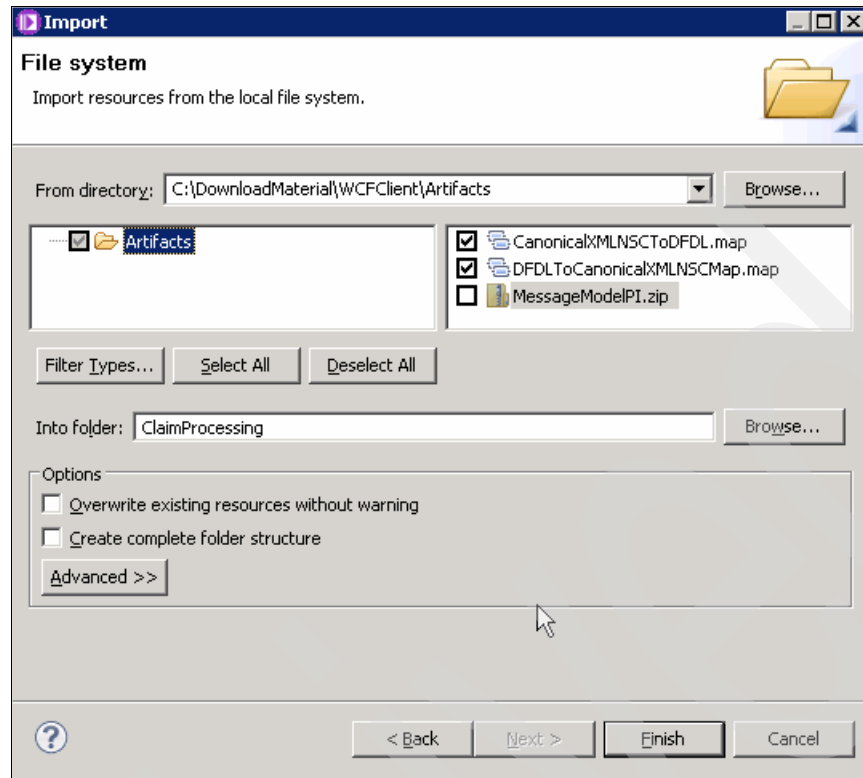 Import
File system
Import resources from the local file system.
From directory: C:\DownloadMaterial\WCFClient\Artifacts Browse...
Artifacts
CanonicalXMLNSCToDFDL.map
DFDLToCanonicalXMLNSCMap.map
MessageModelPI.zip
Filter Types... Select All Deselect All
Into folder: ClaimProcessing Browse...
Options
Overwrite existing resources without warning
Create complete folder structure
Advanced >>
? < Back Next > Finish Cancel